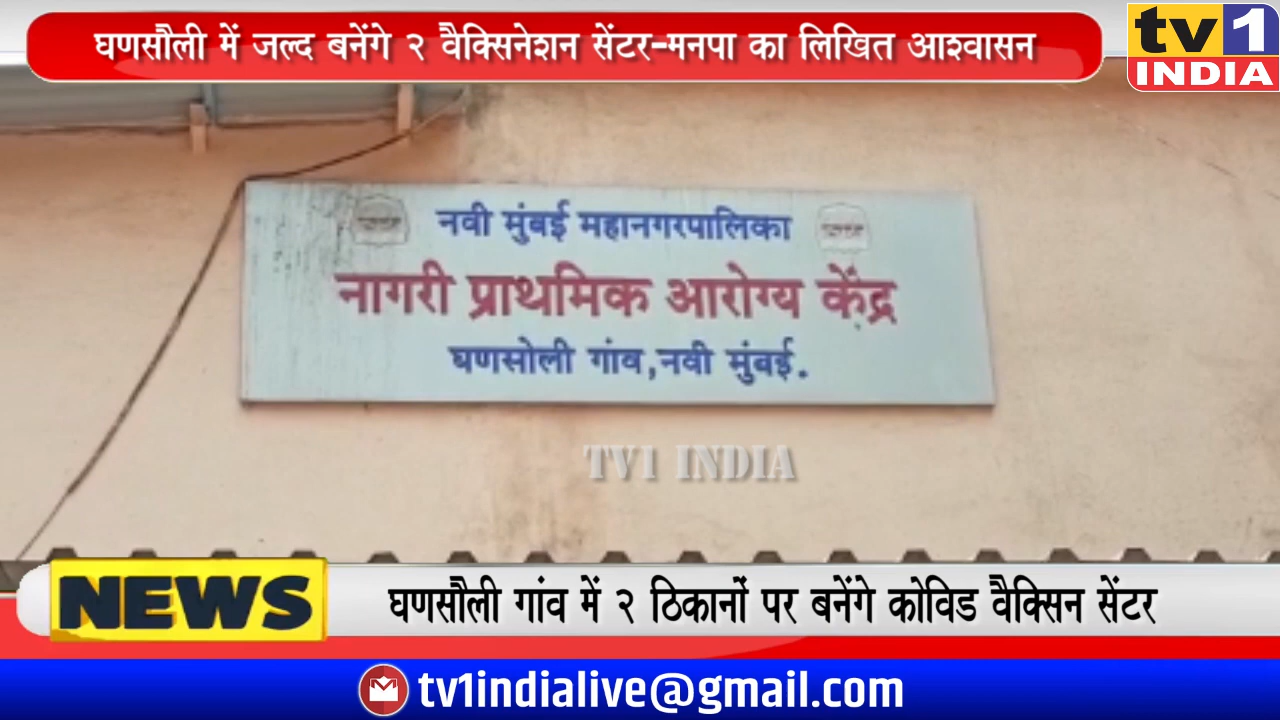 घणसौली में जल्द बनेंगे २ वैक्सिनेशन सेंटर-मनपा का लिखित आश्वासन
tv1
INDIA
नवी मुंबई महानगरपालिका
नागरी प्राथमिक आरोग्य केंद्र
घणसोली गांव,नवी मुंबई.
TV1 INDIA
NEWS
घणसौली गांव में २ ठिकानों पर बनेंगे कोविड वैक्सिन सेंटर
tv1indialive@gmail.com